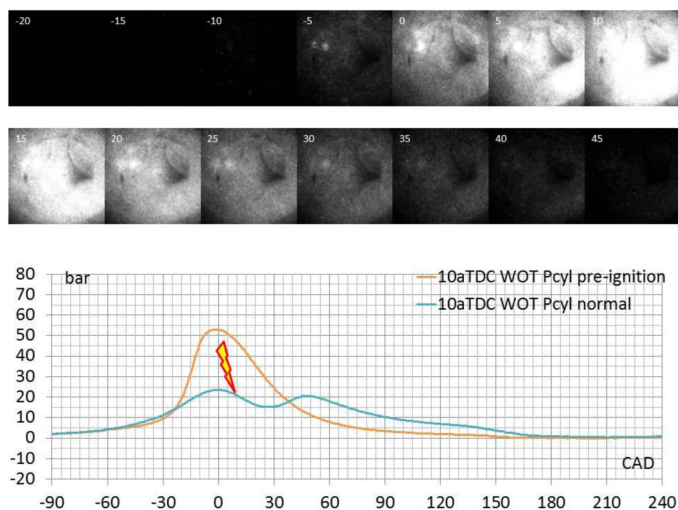 -20 -15 -10 -5 0 5 10
15 20 25 30 35 40 45
80 bar
70 10aTDC WOT Pcyl pre-ignition
60 10aTDC WOT Pcyl normal
50
40
30
20
10
0
-10 CAD
-20
-90 -60 -30 0 30 60 90 120 150 180 210 240